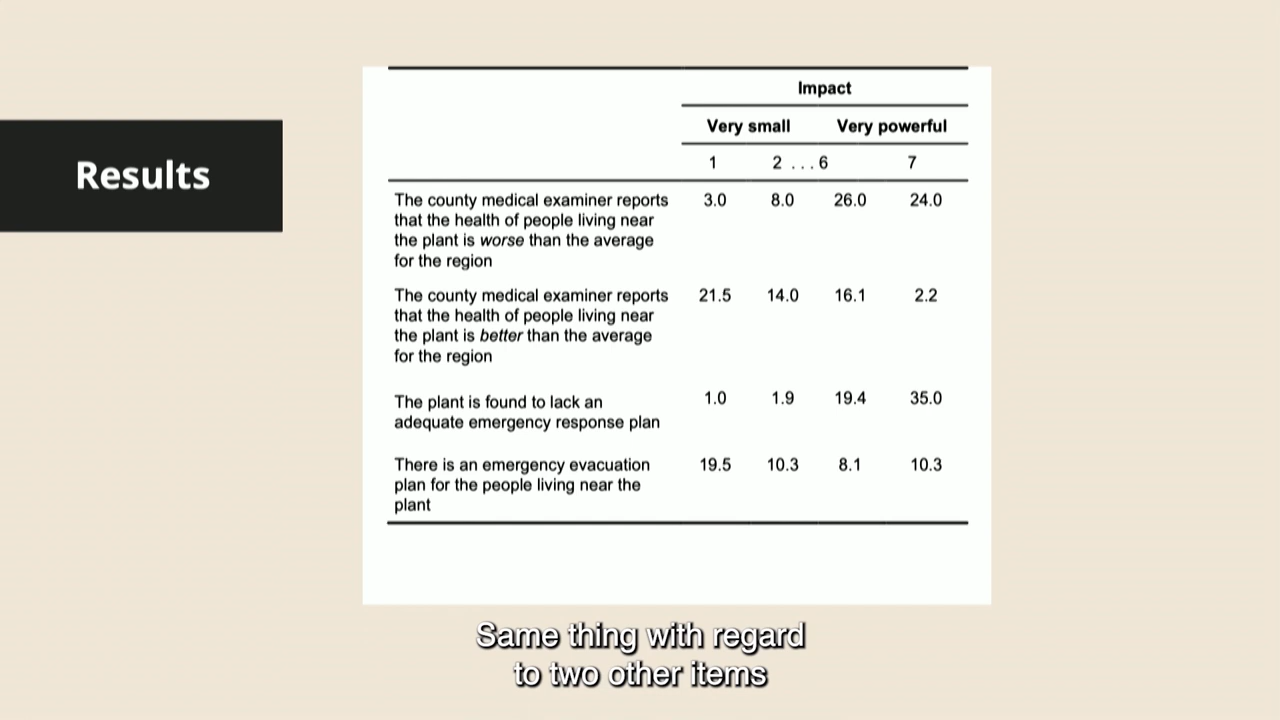 Results
Impact
Very small Very powerful
1 2 ... 6 7
The county medical examiner reports 3.0 8.0 26.0 24.0
that the health of people living near
the plant is worse than the average
for the region
The county medical examiner reports 21.5 14.0 16.1 2.2
that the health of people living near
the plant is better than the average
for the region
The plant is found to lack an 1.0 1.9 19.4 35.0
adequate emergency response plan
There is an emergency evacuation 19.5 10.3 8.1 10.3
plan for the people living near the
plant
Same thing with regard
to two other items